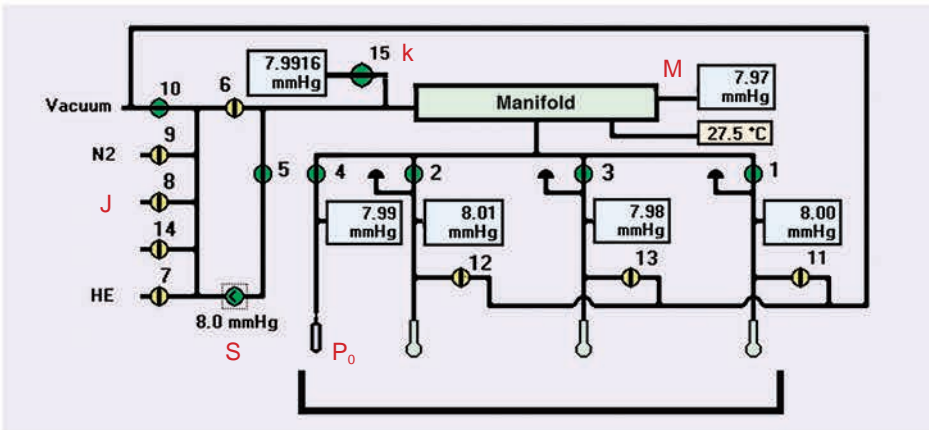 15
k
7.9916
mmHg
M
7.97
mmHg
10
6
Vacuum
Manifold
9
27.5 °C
N2
8
5
4
2
3
1
J
14
7.99
mmHg
8.01
mmHg
7.98
mmHg
8.00
mmHg
7
12
13
11
HE
8.0 mmHg
S
P0